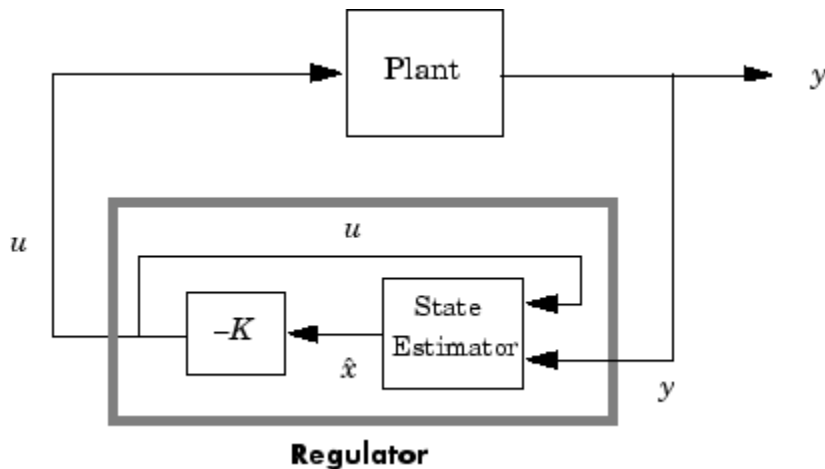 Plant
y
u
u
–K
x̂
State
Estimator
y
Regulator